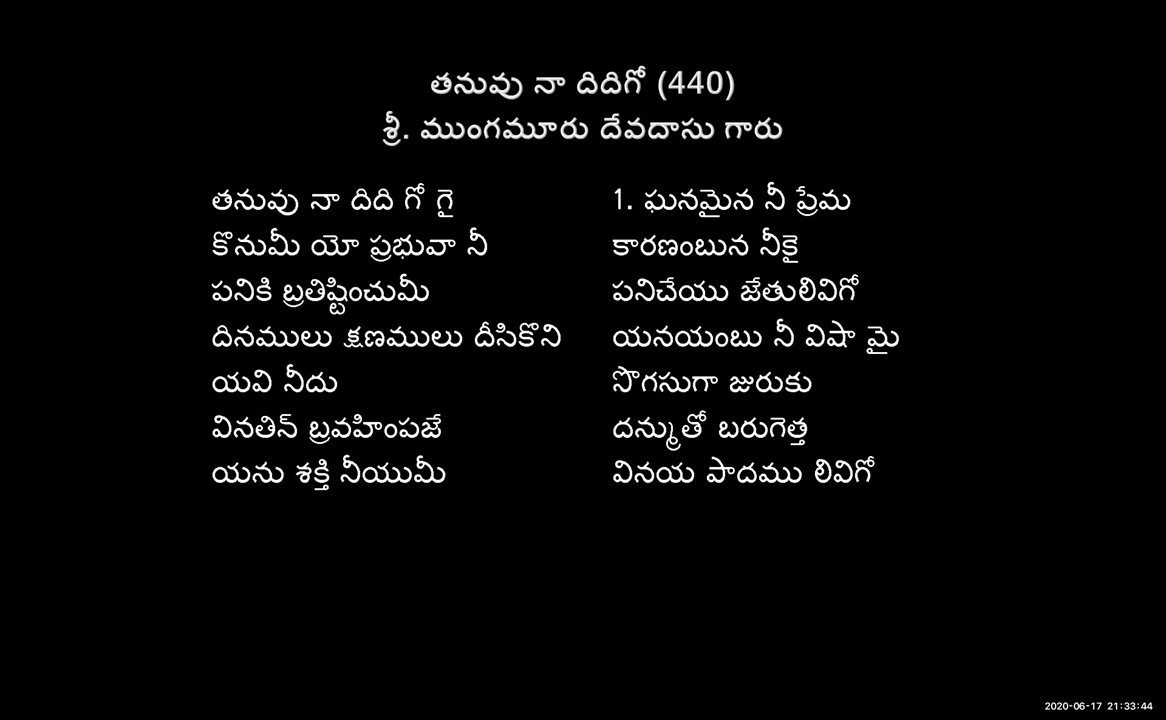 తనువు నా దిదిగో (440)
శ్రీ. ముంగమూరు దేవదాసు గారు
తనువు నా దిది గో గై
కొనుమీ యో ప్రభువా నీ
పనికి బ్రతిష్టించుమీ
దినములు క్షణములు దీసికొని
యవి నీదు
వినతిన్ బ్రవహింపజే
యను శక్తి నీయుమీ
1. ఘనమైన నీ ప్రేమ
కారణంబున నీకై
పనిచేయు జేతులివిగో
యనయంబు నీ విషా మై
సొగసుగా జురుకు
దన్ముతో బరుగెత్త
వినయ పాదము లివిగో
2020-06-17 21:33:44